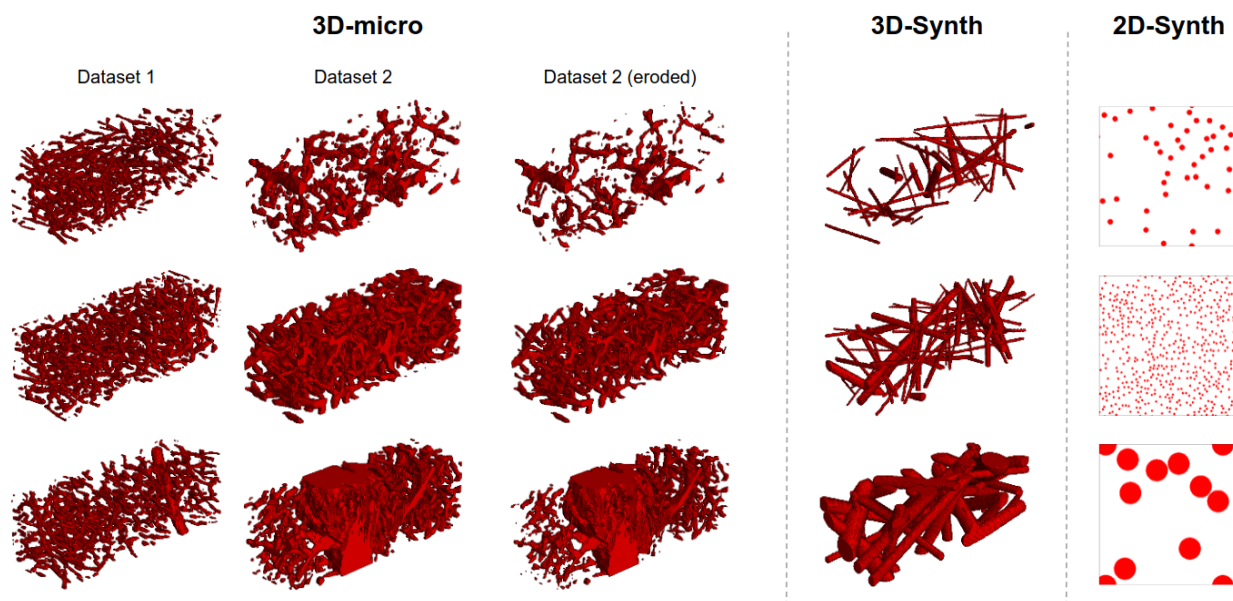 3D-micro
3D-Synth
2D-Synth
Dataset 1
Dataset 2
Dataset 2 (eroded)